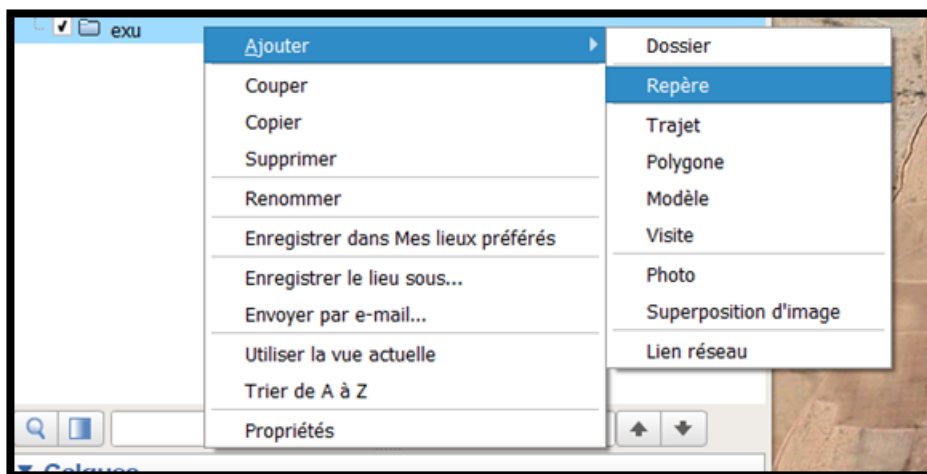 exu
Ajouter
Couper
Copier
Supprimer
Renommer
Enregistrer dans Mes lieux préférés
Enregistrer le lieu sous...
Envoyer par e-mail...
Utiliser la vue actuelle
Trier de A à Z
Propriétés
Dossier
Repère
Trajet
Polygone
Modèle
Visite
Photo
Superposition d'image
Lien réseau
Calques